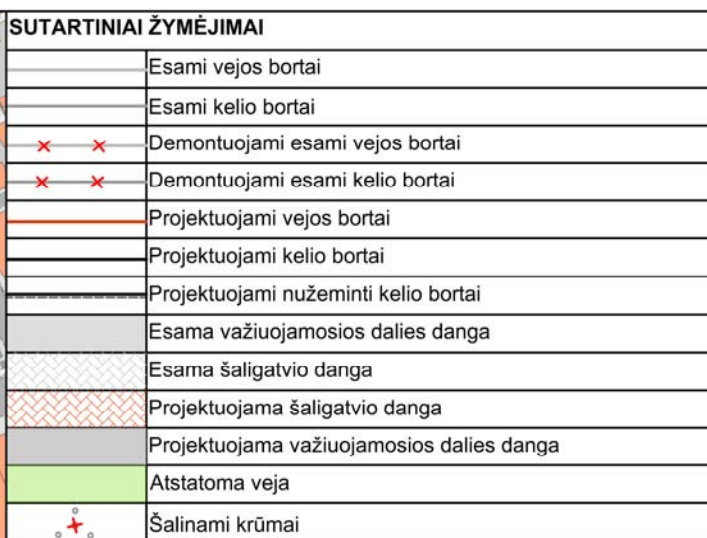 SUTARTINIAI ŽYMĖJIMAI
Esami vejos bortai
Esami kelio bortai
Demontuojami esami vejos bortai
Demontuojami esami kelio bortai
Projektuojami vejos bortai
Projektuojami kelio bortai
Projektuojami nužeminti kelio bortai
Esama važiuojamosios dalies danga
Esama šaligatvio danga
Projektuojama šaligatvio danga
Projektuojama važiuojamosios dalies danga
Atstatoma veja
Šalinami krūmai